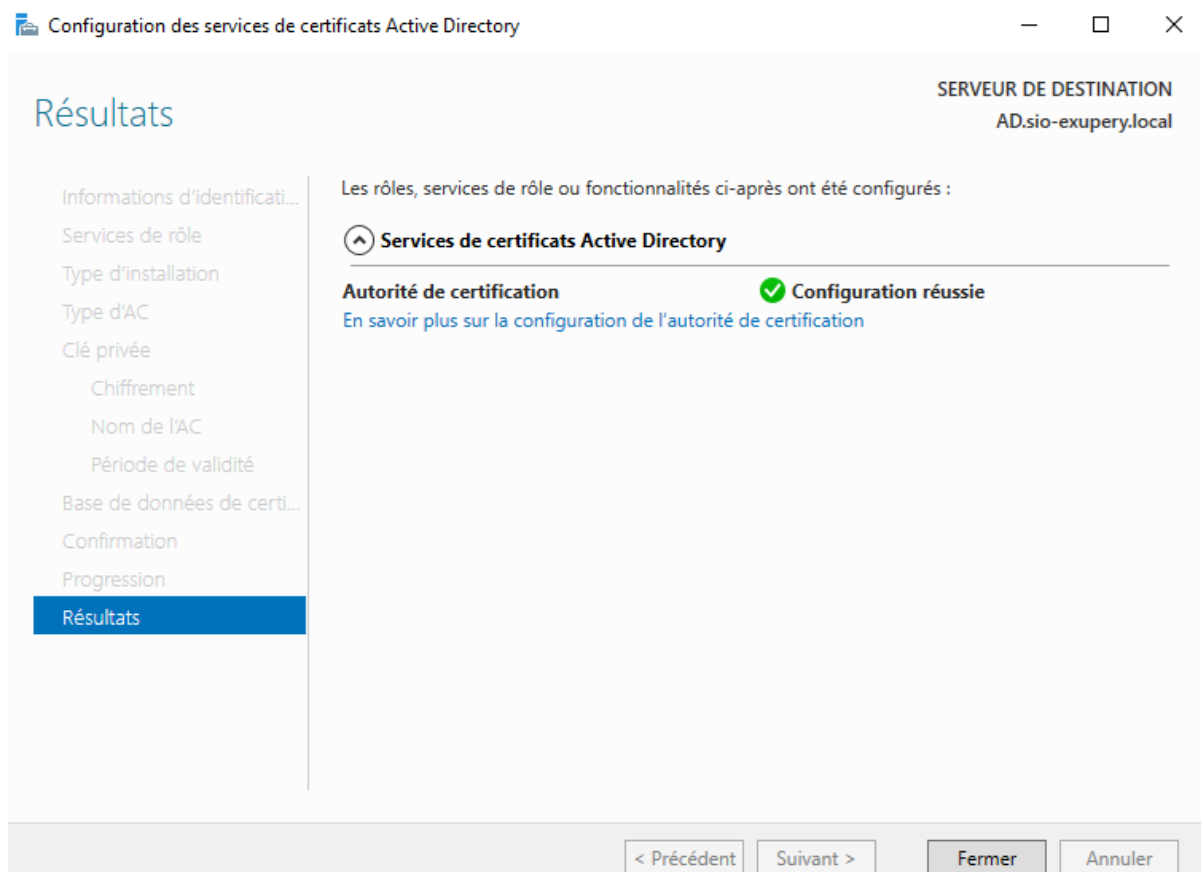 Configuration des services de certificats Active Directory
Résultats
SERVEUR DE DESTINATION
AD.sio-exupery.local
Informations d'identificati...
Services de rôle
Type d'installation
Type d'AC
Clé privée
Chiffrement
Nom de l'AC
Période de validité
Base de données de certi...
Confirmation
Progression
Résultats
Les rôles, services de rôle ou fonctionnalités ci-après ont été configurés :
Services de certificats Active Directory
Autorité de certification Configuration réussie
En savoir plus sur la configuration de l'autorité de certification
< Précédent Suivant > Fermer Annuler